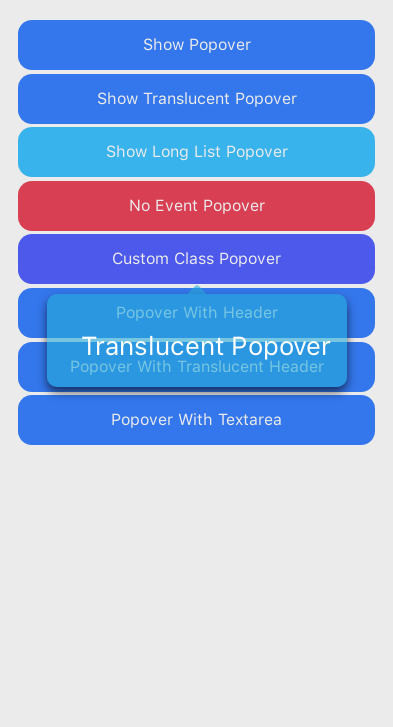 Show Popover
Show Translucent Popover
Show Long List Popover
No Event Popover
Custom Class Popover
Popover With Header
Translucent Popover
Popover With Translucent Header
Popover With Textarea